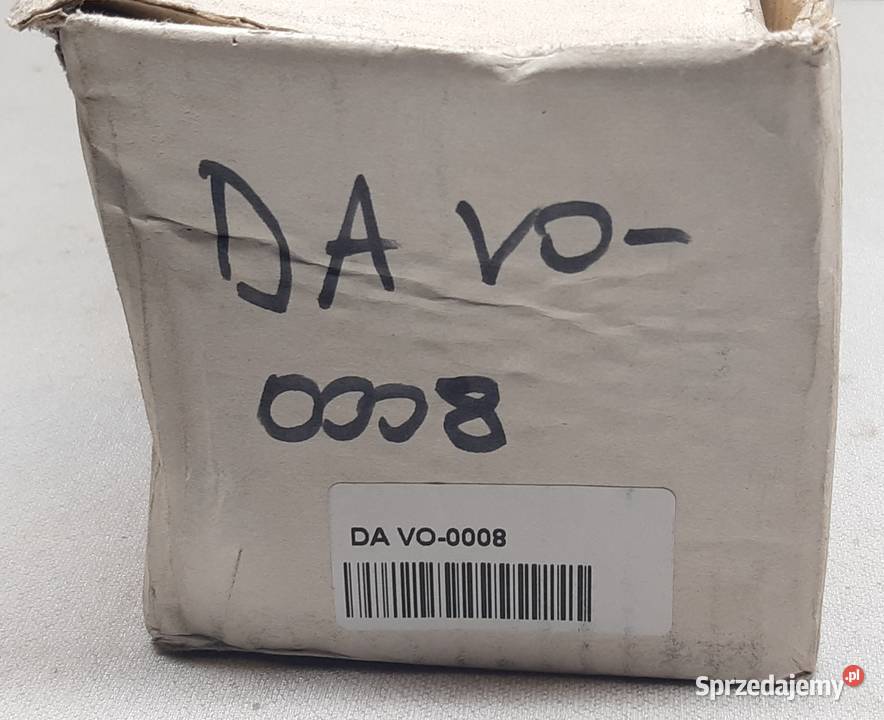 DA VO-
0008
DA VO-0008
Sprzedajemy.pl